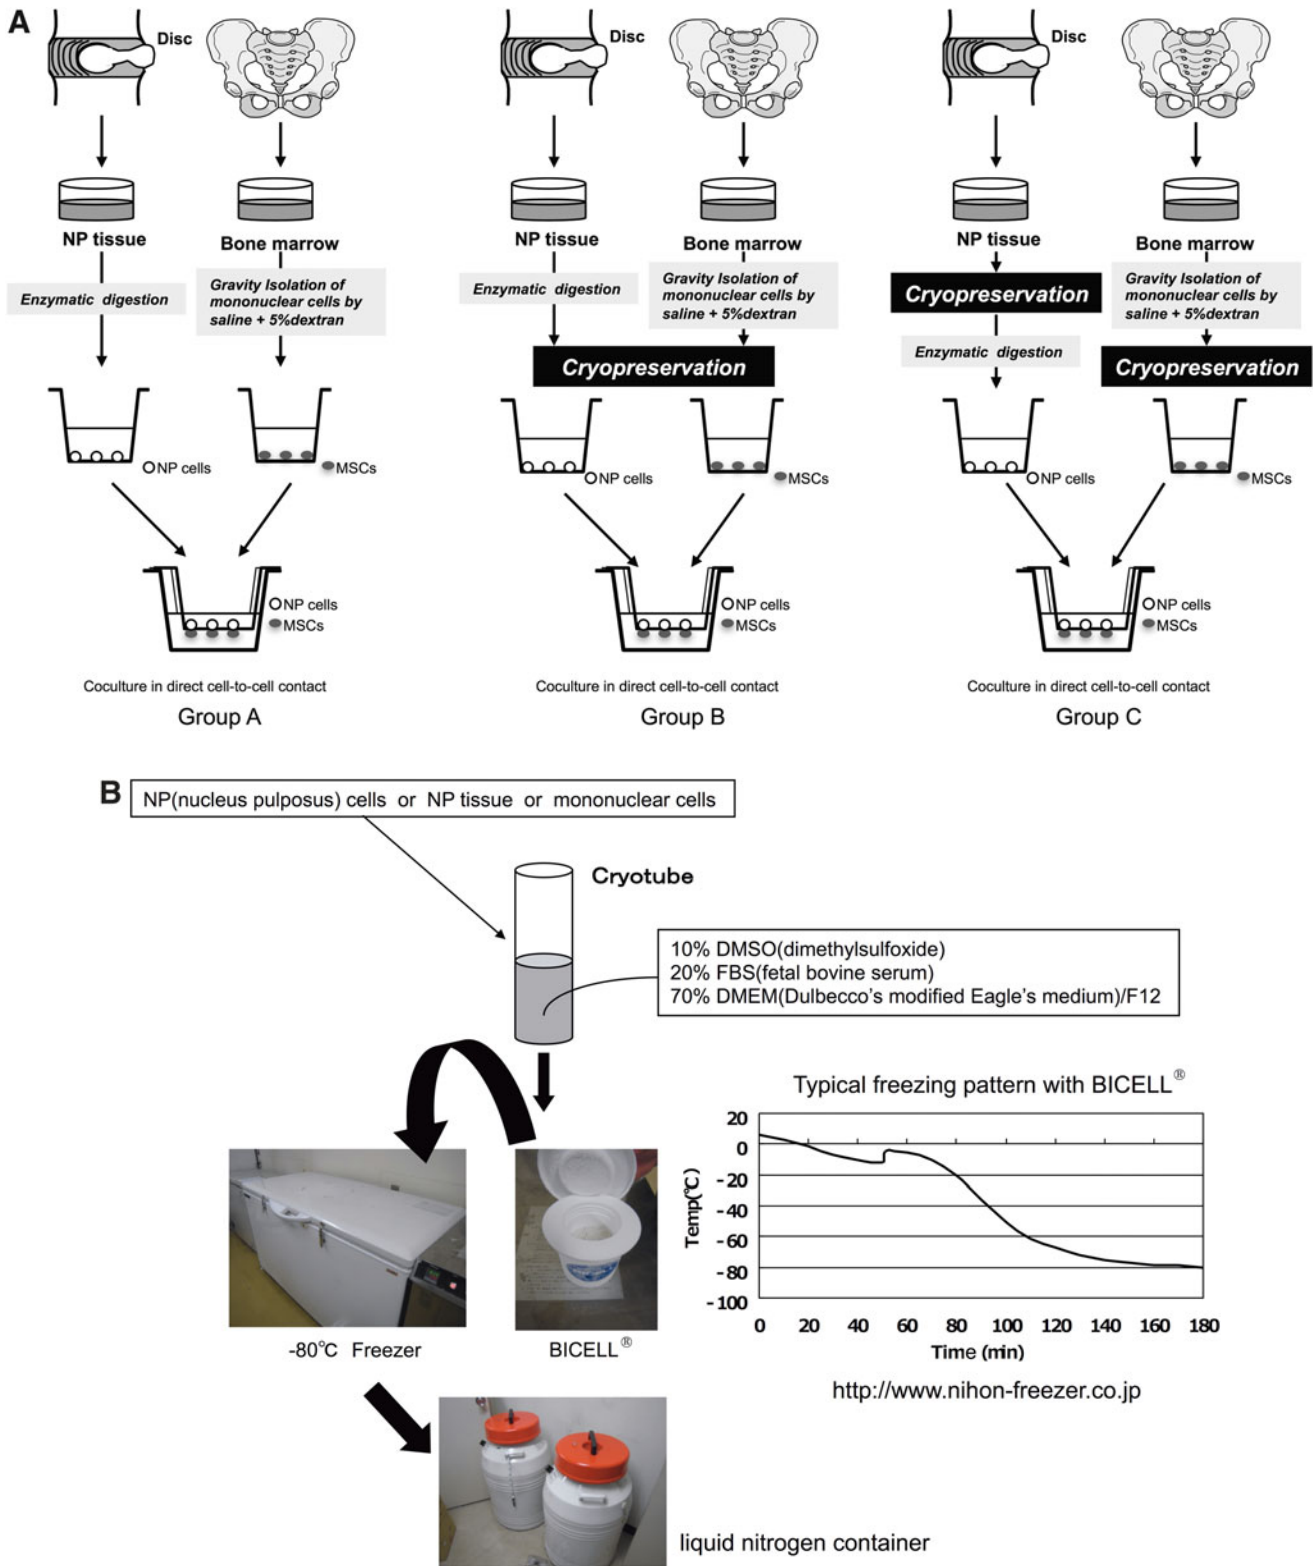 A
Disc
NP tissue
Bone marrow
Enzymatic digestion
Gravity Isolation of
mononuclear cells by
saline + 5%dextran
NP cells
MSCs
NP cells
MSCs
Coculture in direct cell-to-cell contact
Group A
Disc
NP tissue
Bone marrow
Enzymatic digestion
Gravity Isolation of
mononuclear cells by
saline + 5%dextran
Cryopreservation
NP cells
MSCs
NP cells
MSCs
Coculture in direct cell-to-cell contact
Group B
Disc
NP tissue
Bone marrow
Cryopreservation
Gravity Isolation of
mononuclear cells by
saline + 5%dextran
Enzymatic digestion
Cryopreservation
NP cells
MSCs
NP cells
MSCs
Coculture in direct cell-to-cell contact
Group C
B
NP(nucleus pulposus) cells or NP tissue or mononuclear cells
Cryotube
10% DMSO(dimethylsulfoxide)
20% FBS(fetal bovine serum)
70% DMEM(Dulbecco's modified Eagle's medium)/F12
-80°C Freezer
BICELL®
liquid nitrogen container
Typical freezing pattern with BICELL®
Temp(℃)
20
0
-20
-40
-60
-80
-100
0 20 40 60 80 100 120 140 160 180
Time (min)
http://www.nihon-freezer.co.jp